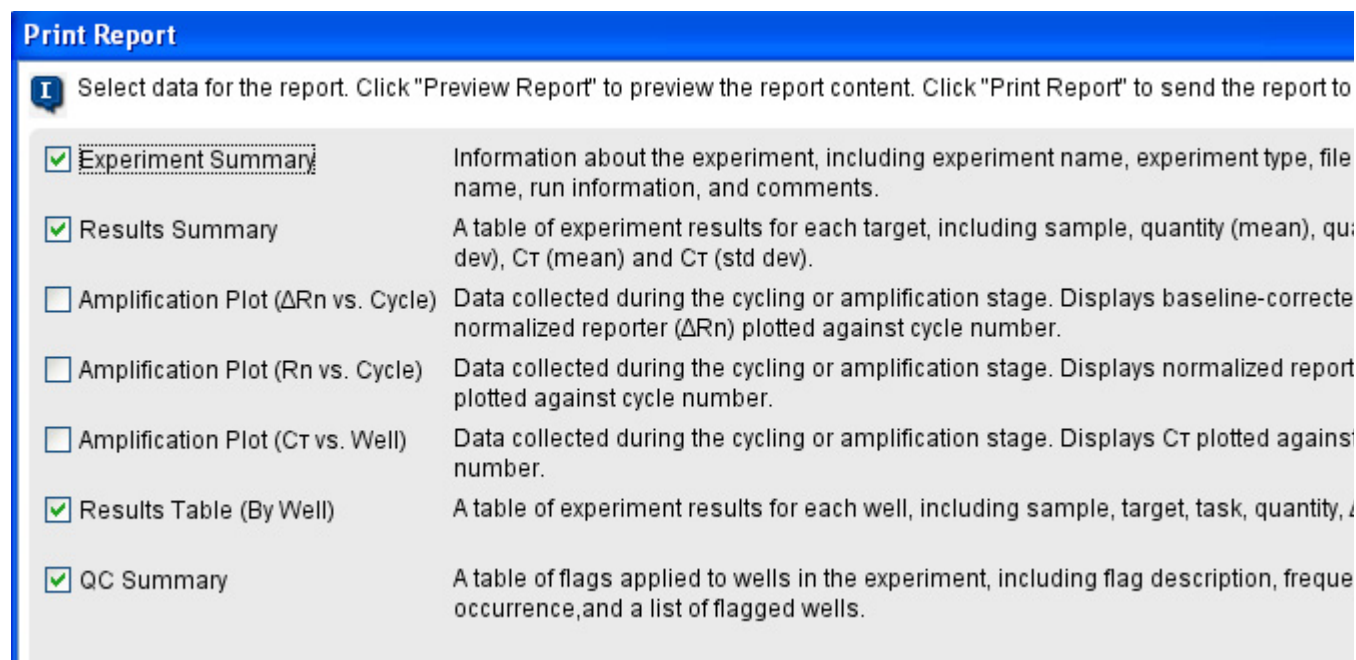 Print Report
Select data for the report. Click "Preview Report" to preview the report content. Click "Print Report" to send the report to
Experiment Summary
Information about the experiment, including experiment name, experiment type, file
name, run information, and comments.
Results Summary
A table of experiment results for each target, including sample, quantity (mean),
dev), Cт (mean) and Cт (std dev).
Amplification Plot (ΔRn vs. Cycle)
Data collected during the cycling or amplification stage. Displays
normalized reporter (ΔRn) plotted against cycle number.
Amplification Plot (Rn vs. Cycle)
Data collected during the cycling or amplification stage. Displays normalized
plotted against cycle number.
Amplification Plot (Cт vs. Well)
Data collected during the cycling or amplification stage. Displays Cт plotted
number.
Results Table (By Well)
A table of experiment results for each well, including sample, target, task, quantity,
QC Summary
A table of flags applied to wells in the experiment, including flag description,
occurrence,and a list of flagged wells.